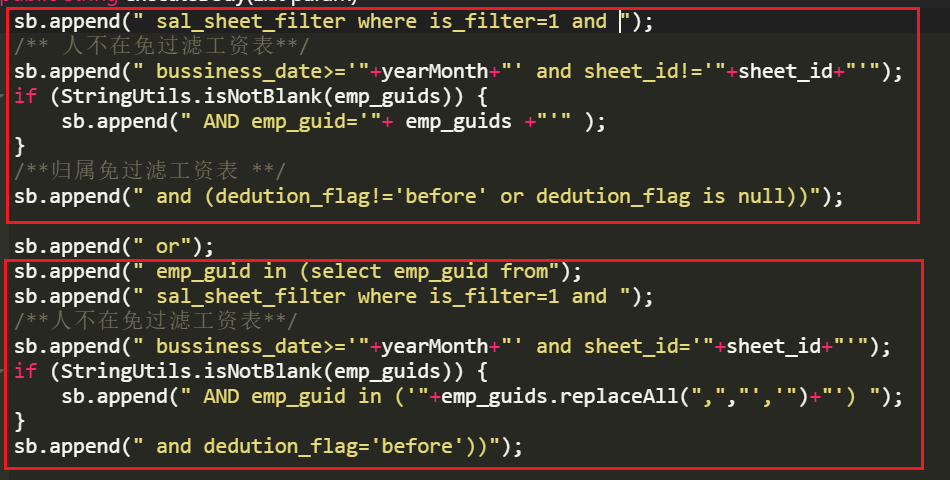 public String executeBody(List param)
sb.append(" sal_sheet_filter where is_filter=1 and ");
/** 人不在免过滤工资表**/
sb.append(" bussiness_date>='"+yearMonth+"' and sheet_id!='"+sheet_id+"'");
if (StringUtils.isNotBlank(emp_guids)) {
    sb.append(" AND emp_guid='"+ emp_guids +"'" );
}
/**归属免过滤工资表 **/
sb.append(" and (dedution_flag!='before' or dedution_flag is null))");
sb.append(" or");
sb.append(" emp_guid in (select emp_guid from");
sb.append(" sal_sheet_filter where is_filter=1 and ");
/**人不在免过滤工资表**/
sb.append(" bussiness_date>='"+yearMonth+"' and sheet_id='"+sheet_id+"'");
if (StringUtils.isNotBlank(emp_guids)) {
    sb.append(" AND emp_guid in ('"+emp_guids.replaceAll(",","','")+"') ");
}
sb.append(" and dedution_flag='before'))");